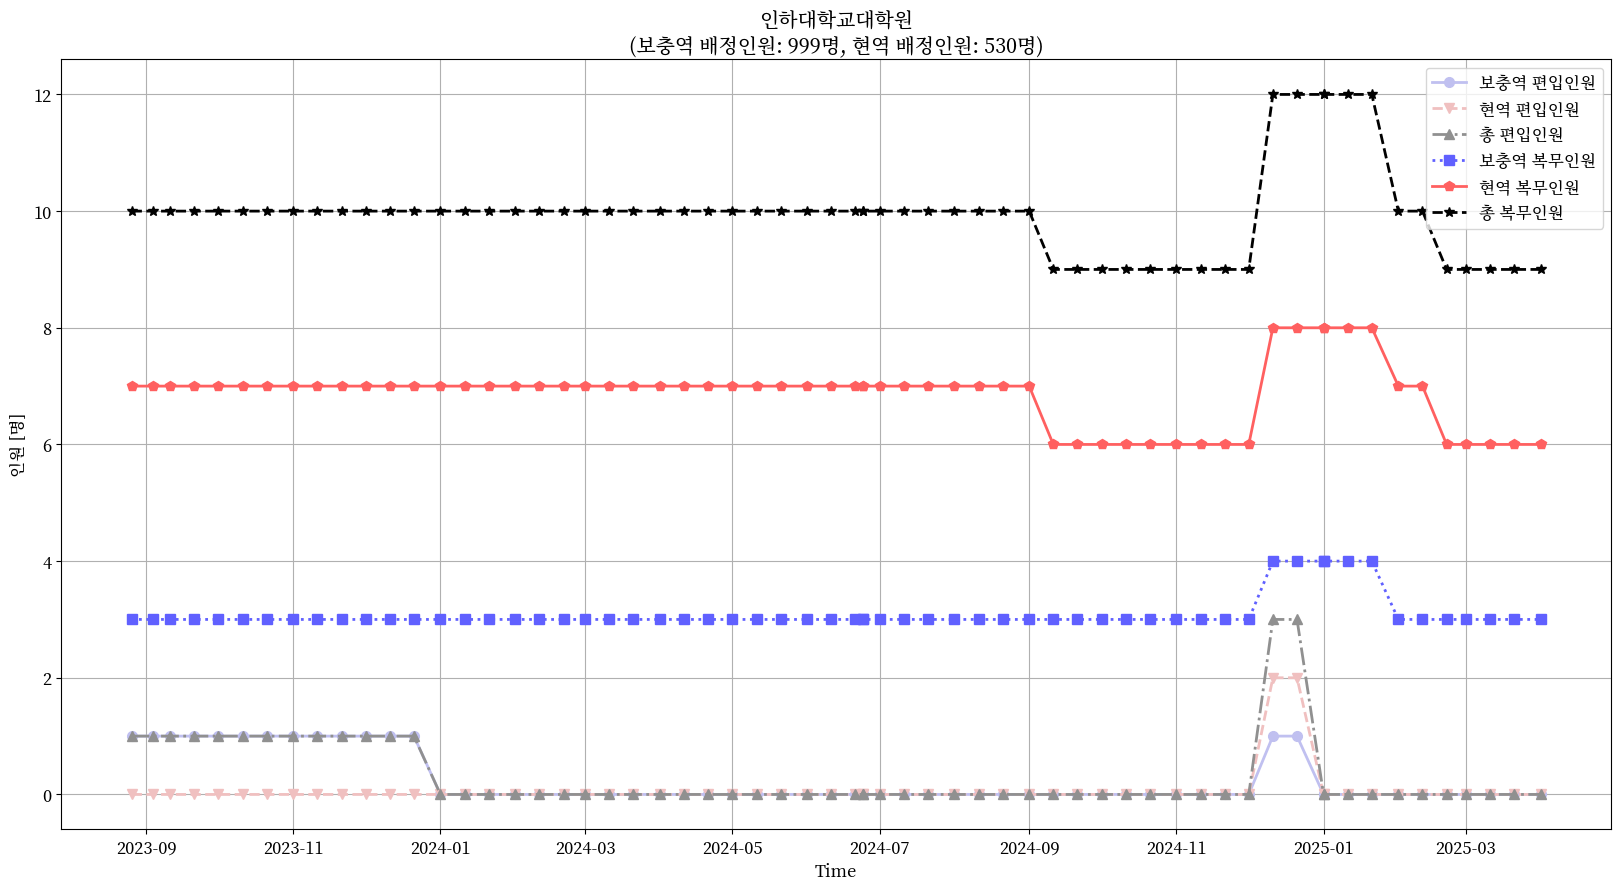 인하대학교대학원
(보충역 배정인원: 999명, 현역 배정인원: 530명)
보충역 편입인원
현역 편입인원
총 편입인원
보충역 복무인원
현역 복무인원
총 복무인원
인원 [명]
12
10
8
6
4
2
0
2023-09
2023-11
2024-01
2024-03
2024-05
2024-07
2024-09
2024-11
2025-01
2025-03
Time